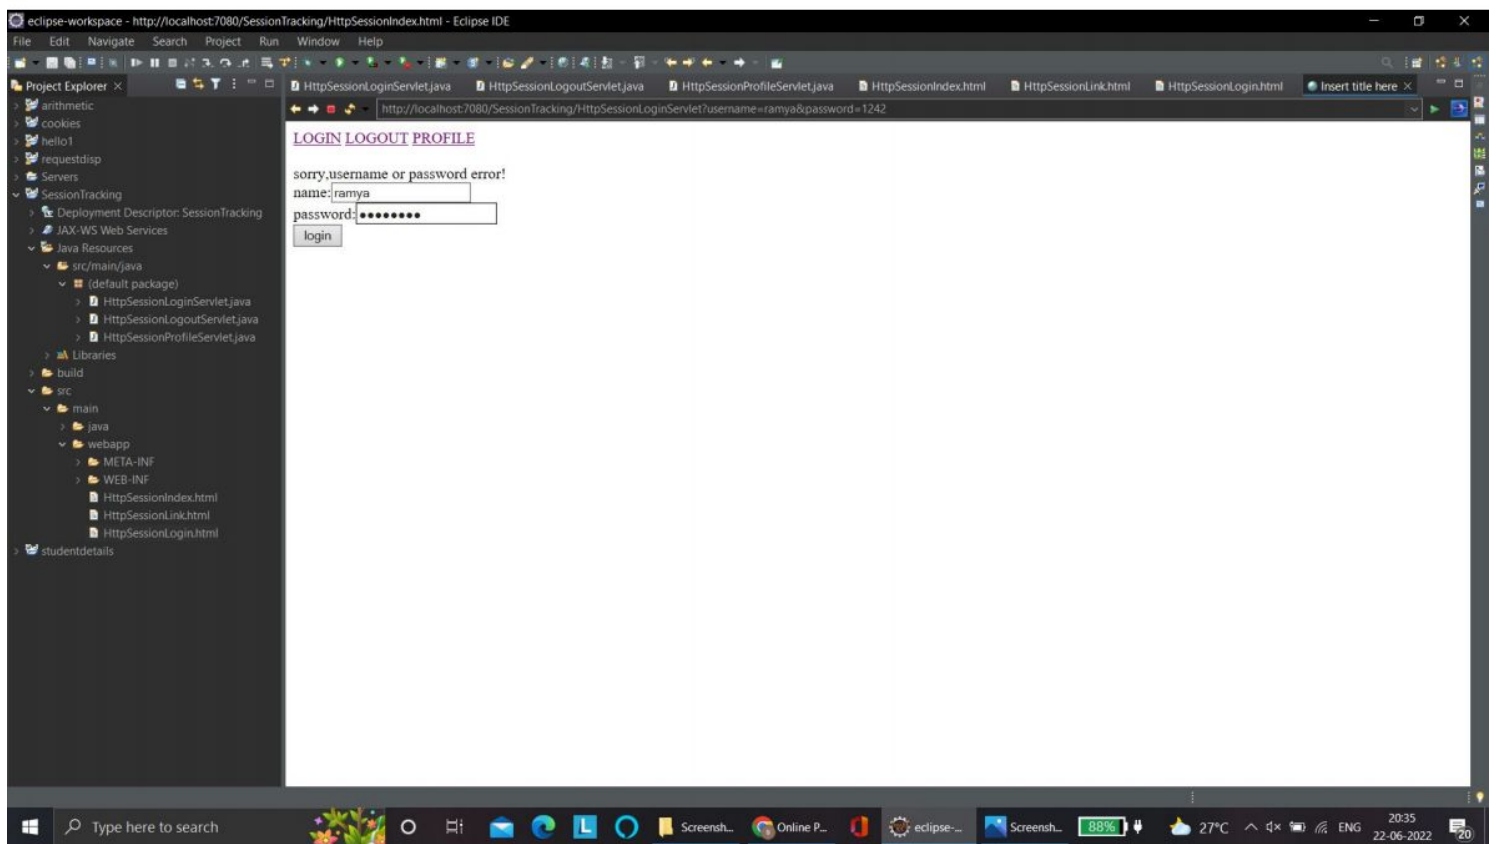 eclipse-workspace - http://localhost:7080/SessionTracking/HttpSessionIndex.html - Eclipse IDE
File Edit Navigate Search Project Run Window Help
Project Explorer
HttpSessionLoginServlet.java HttpSessionLogoutServlet.java HttpSessionProfileServlet.java HttpSessionIndex.html HttpSessionLink.html HttpSessionLogin.html Insert title here
http://localhost:7080/SessionTracking/HttpSessionLoginServlet?username=ramya&password=1242
arithmetic
cookies
hello1
requestdisp
Servers
SessionTracking
Deployment Descriptor: SessionTracking
JAX-WS Web Services
Java Resources
src/main/java
(default package)
HttpSessionLoginServlet.java
HttpSessionLogoutServlet.java
HttpSessionProfileServlet.java
Libraries
build
src
main
java
webapp
META-INF
WEB-INF
HttpSessionIndex.html
HttpSessionLink.html
HttpSessionLogin.html
studentdetails
LOGIN LOGOUT PROFILE
sorry,username or password error!
name: ramya
password: ●●●●●●●●
login
Type here to search
L
Screensh...
Online P...
eclipse-...
Screensh...
88%
27°C
ENG
20:35
22-06-2022
20